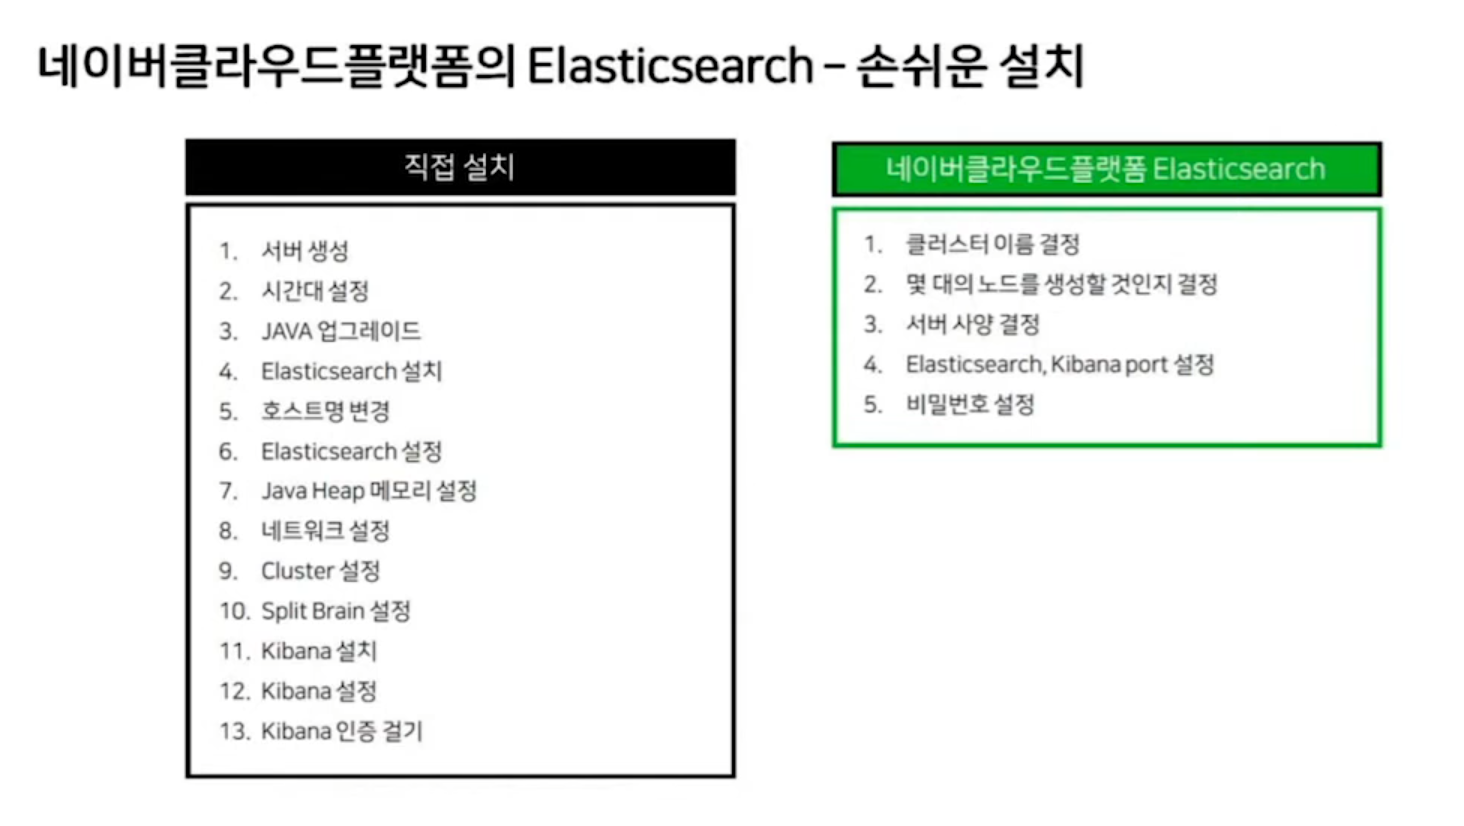 네이버클라우드플랫폼의 Elasticsearch – 손쉬운 설치
직접 설치
1. 서버 생성
2. 시간대 설정
3. JAVA 업그레이드
4. Elasticsearch 설치
5. 호스트명 변경
6. Elasticsearch 설정
7. Java Heap 메모리 설정
8. 네트워크 설정
9. Cluster 설정
10. Split Brain 설정
11. Kibana 설치
12. Kibana 설정
13. Kibana 인증 걸기
네이버클라우드플랫폼 Elasticsearch
1. 클러스터 이름 결정
2. 몇 대의 노드를 생성할 것인지 결정
3. 서버 사양 결정
4. Elasticsearch, Kibana port 설정
5. 비밀번호 설정